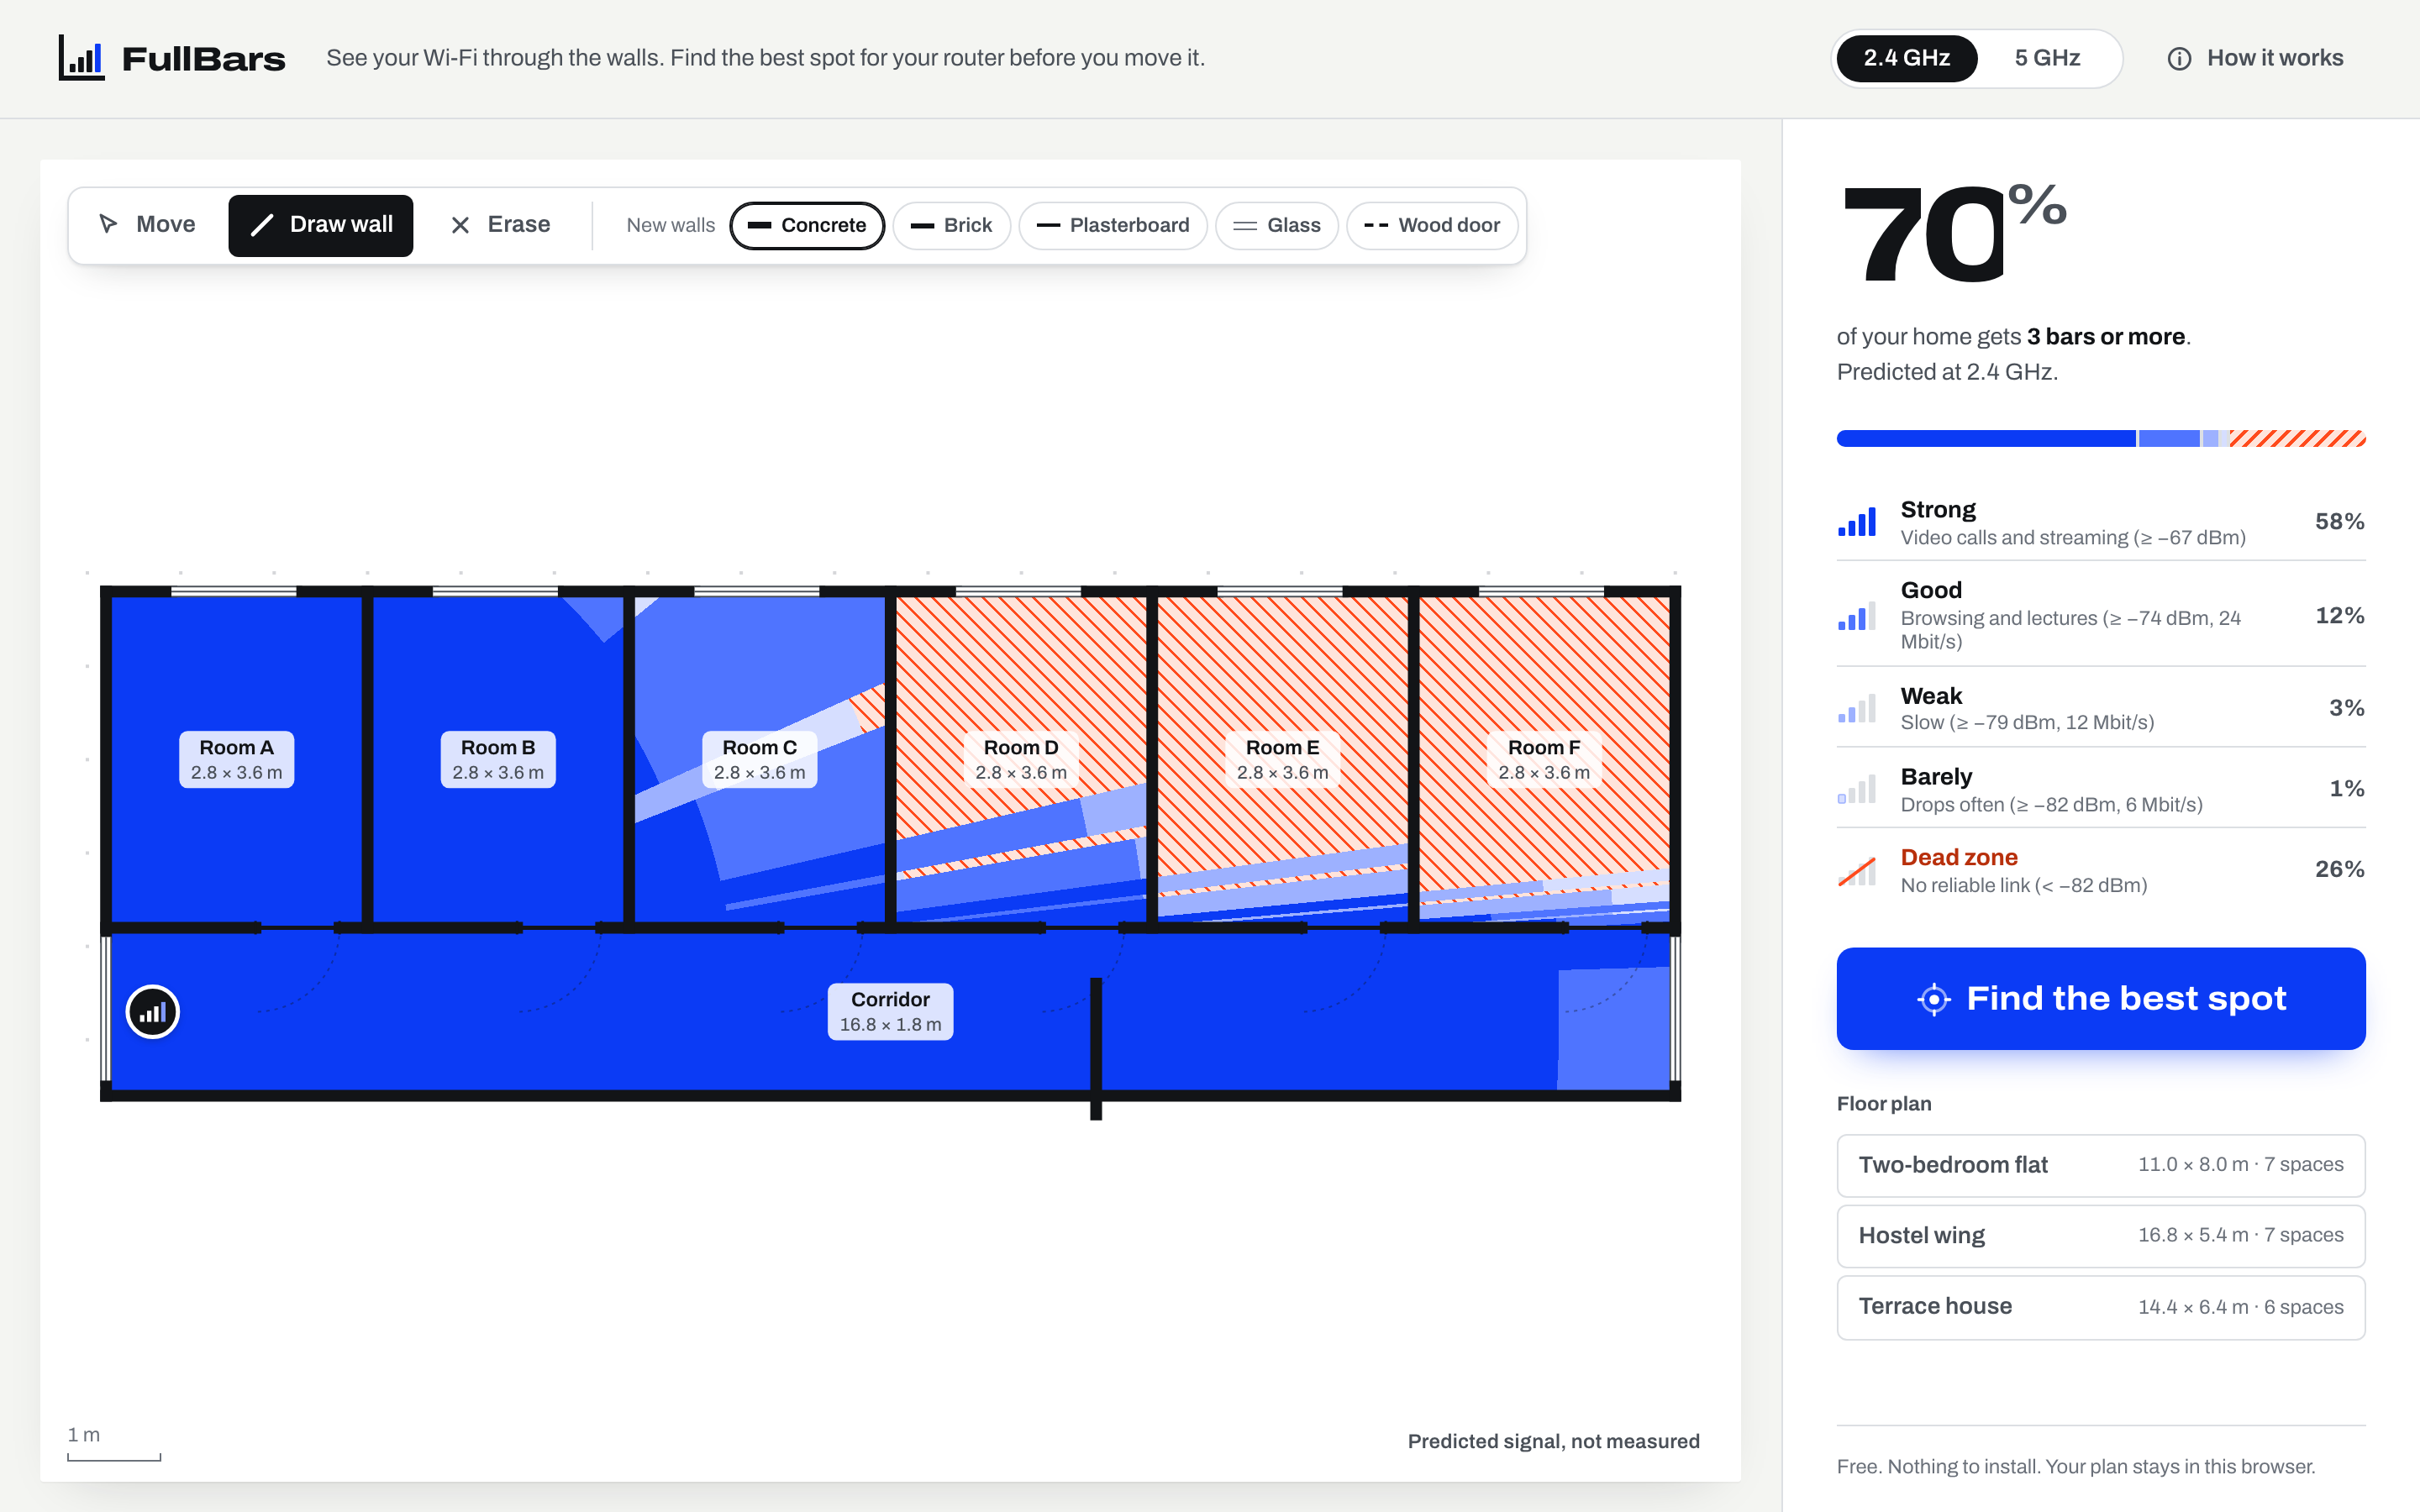 FullBars
See your Wi-Fi through the walls. Find the best spot for your router before you move it.
2.4 GHz
5 GHz
How it works
Move
Draw wall
Erase
New walls
Concrete
Brick
Plasterboard
Glass
Wood door
Room A
2.8 × 3.6 m
Room B
2.8 × 3.6 m
Room C
2.8 × 3.6 m
Room D
2.8 × 3.6 m
Room E
2.8 × 3.6 m
Room F
2.8 × 3.6 m
Corridor
16.8 × 1.8 m
1 m
Predicted signal, not measured
70%
of your home gets 3 bars or more.
Predicted at 2.4 GHz.
Strong
Video calls and streaming (≥ −67 dBm)
58%
Good
Browsing and lectures (≥ −74 dBm, 24
Mbit/s)
12%
Weak
Slow (≥ −79 dBm, 12 Mbit/s)
3%
Barely
Drops often (≥ −82 dBm, 6 Mbit/s)
1%
Dead zone
No reliable link (< −82 dBm)
26%
Find the best spot
Floor plan
Two-bedroom flat
11.0 × 8.0 m · 7 spaces
Hostel wing
16.8 × 5.4 m · 7 spaces
Terrace house
14.4 × 6.4 m · 6 spaces
Free. Nothing to install. Your plan stays in this browser.